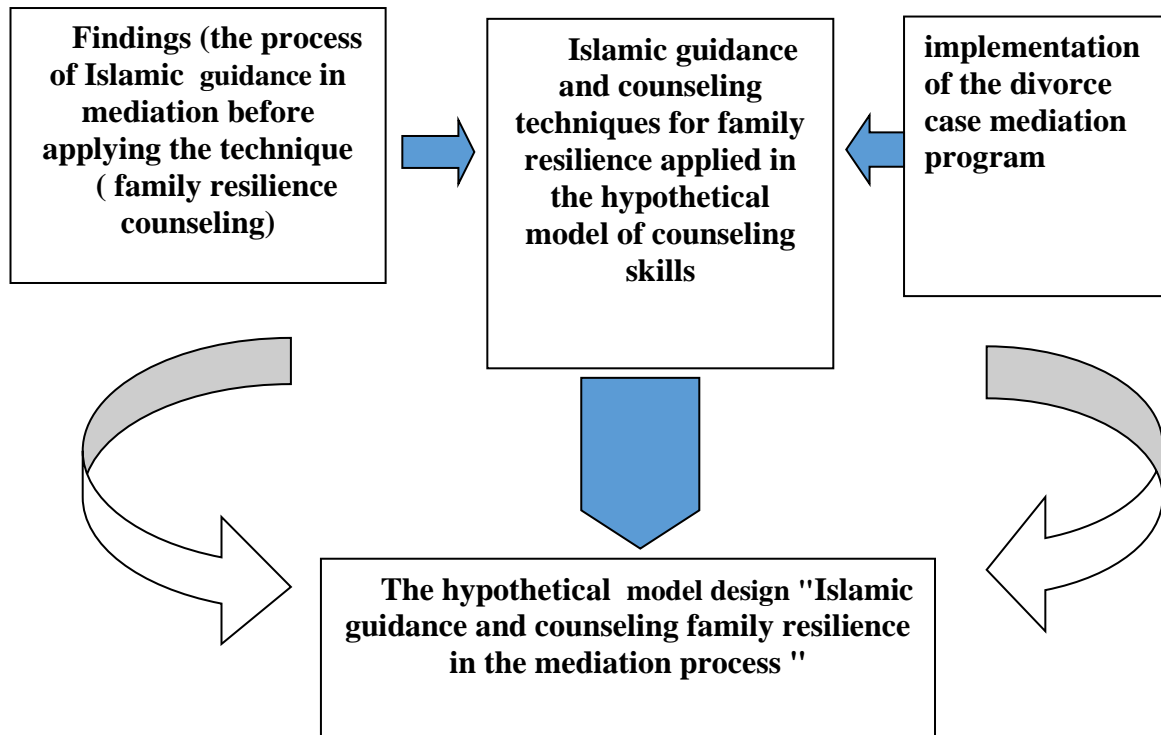 Findings (the process
of Islamic guidance in
mediation before
applying the technique
( family resilience
counseling)
Islamic guidance
and counseling
techniques for family
resilience applied in
the hypothetical
model of counseling
skills
implementation
of the divorce
case mediation
program
The hypothetical model design "Islamic
guidance and counseling family resilience
in the mediation process "